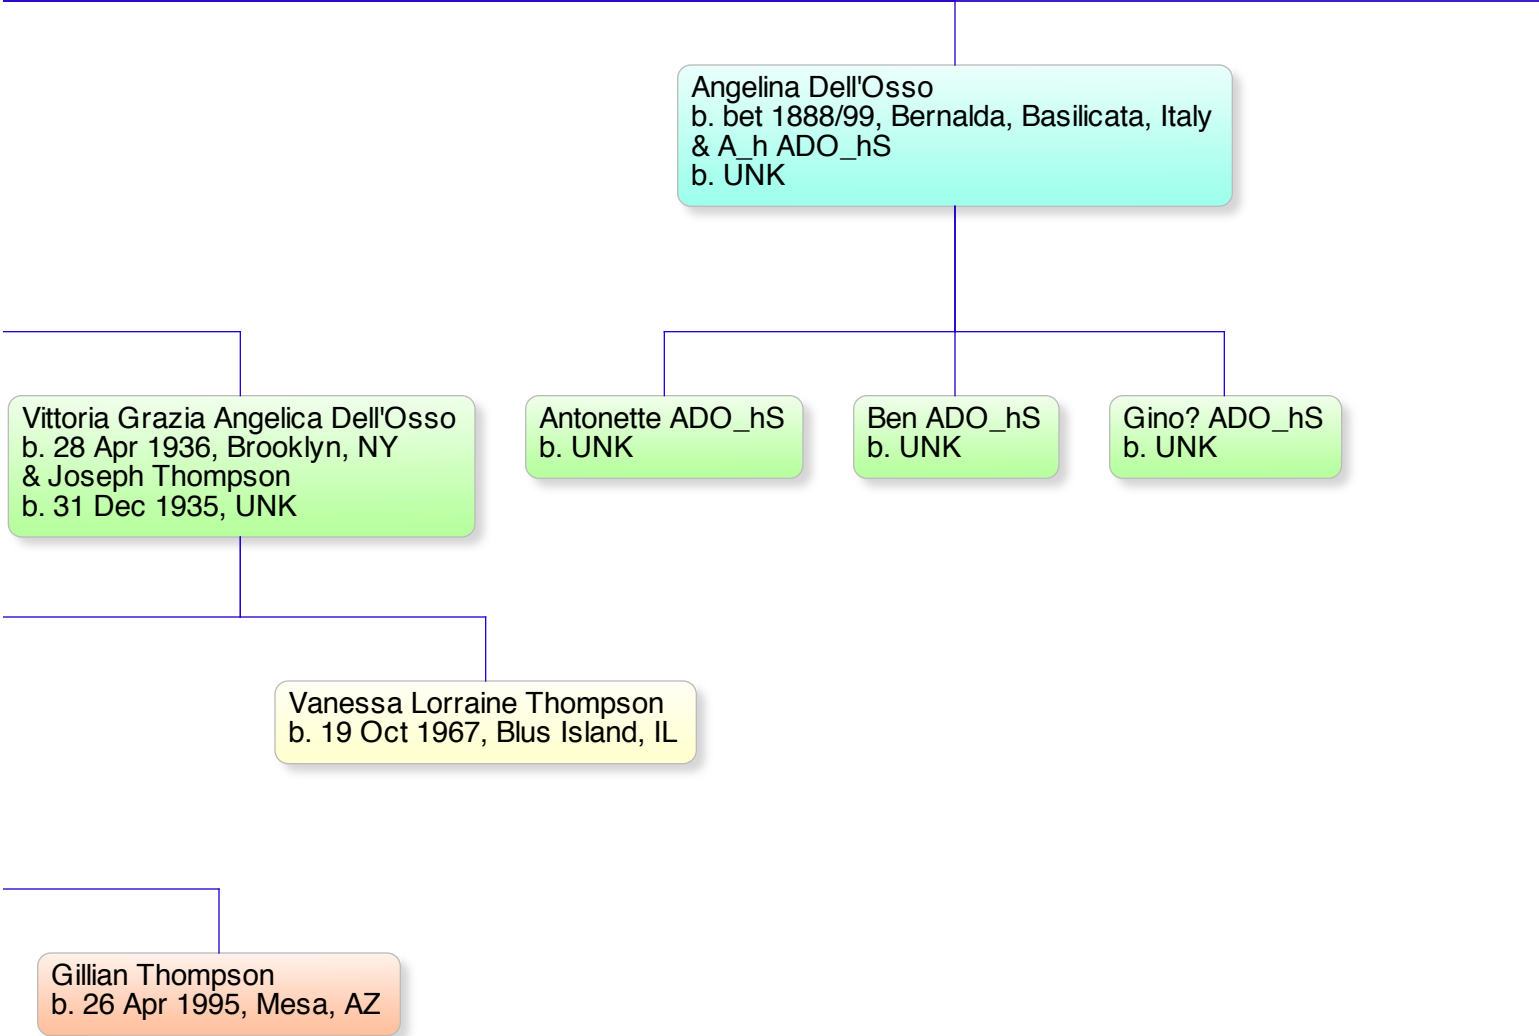 Angelina Dell'Osso
b. bet 1888/99, Bernalda, Basilicata, Italy
& A_h ADO_hS
b. UNK
Vittoria Grazia Angelica Dell'Osso
b. 28 Apr 1936, Brooklyn, NY
& Joseph Thompson
b. 31 Dec 1935, UNK
Antonette ADO_hS
b. UNK
Ben ADO_hS
b. UNK
Gino? ADO_hS
b. UNK
Vanessa Lorraine Thompson
b. 19 Oct 1967, Blus Island, IL
Gillian Thompson
b. 26 Apr 1995, Mesa, AZ